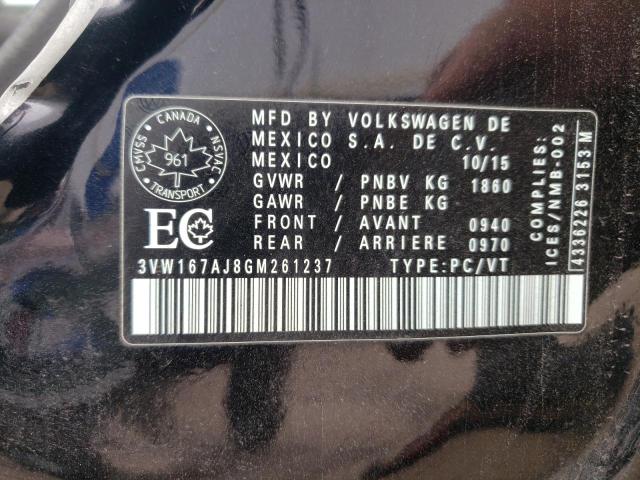 CANADA
CMVSS NSVAC
961
TRANSPORT
EC
MFD BY VOLKSWAGEN DE
MEXICO S.A. DE C.V.
MEXICO 10/15
GVWR / PNBV KG 1860
GAWR / PNBE KG
FRONT / AVANT 0940
REAR / ARRIERE 0970
3VW167AJ8GM261237 TYPE:PC/VT
COMPLIES:
ICES/NMB-002
4336226 3153 M